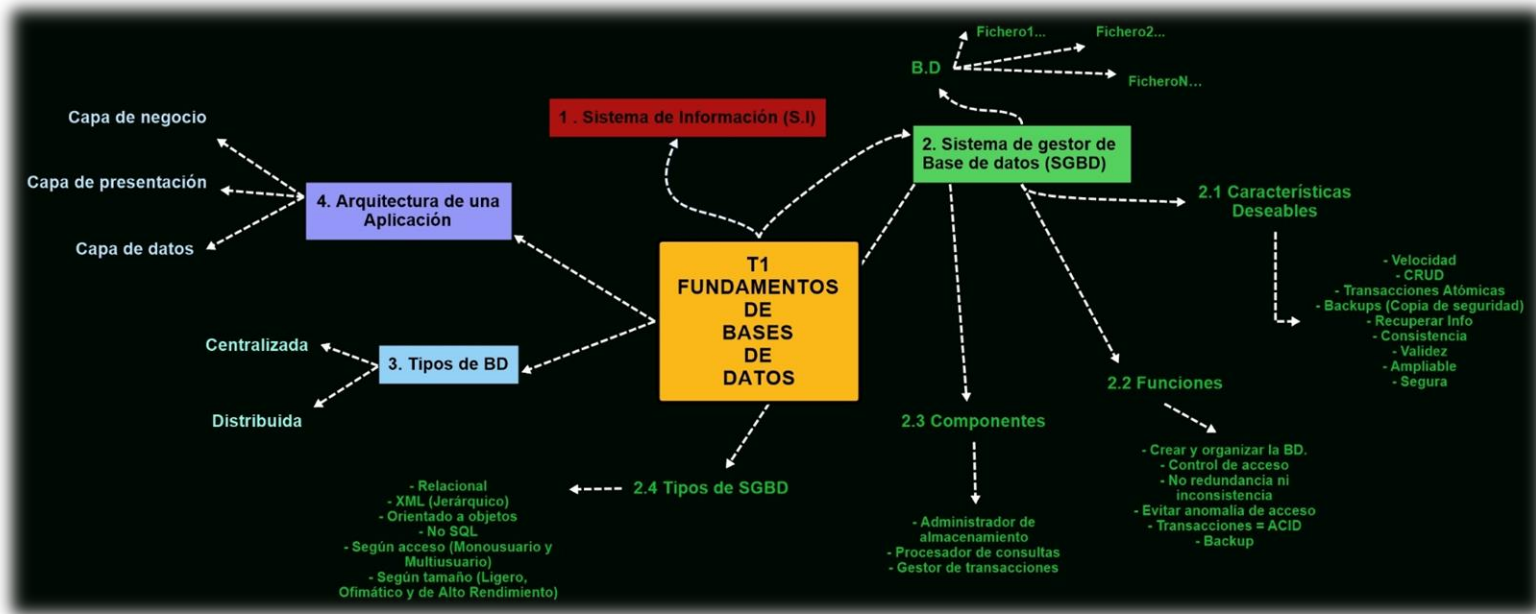 T1
FUNDAMENTOS
DE
BASES
DE
DATOS
1 . Sistema de Información (S.I)
2. Sistema de gestor de
Base de datos (SGBD)
B.D
Fichero1...
Fichero2...
FicheroN...
2.1 Características
Deseables
- Velocidad
- CRUD
- Transacciones Atómicas
- Backups (Copia de seguridad)
- Recuperar Info
- Consistencia
- Validez
- Ampliable
- Segura
2.2 Funciones
- Crear y organizar la BD.
- Control de acceso
- No redundancia ni
inconsistencia
- Evitar anomalía de acceso
- Transacciones = ACID
- Backup
2.3 Componentes
- Administrador de
almacenamiento
- Procesador de consultas
- Gestor de transacciones
2.4 Tipos de SGBD
- Relacional
- XML (Jerárquico)
- Orientado a objetos
- No SQL
- Según acceso (Monousuario y
Multiusuario)
- Según tamaño (Ligero,
Ofimático y de Alto Rendimiento)
3. Tipos de BD
Centralizada
Distribuida
4. Arquitectura de una
Aplicación
Capa de negocio
Capa de presentación
Capa de datos